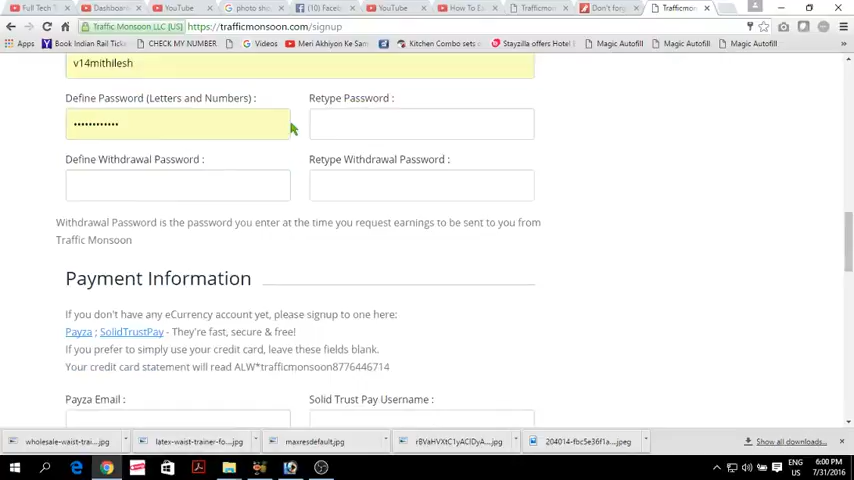 Full Tech
Dashboard
YouTube
photo sho
(10) Faceb
YouTube
How To Ea
Trafficmon
Don't forg
Trafficmon
Traffic Monsoon LLC [US]
https://trafficmonsoon.com/signup
Apps
Book Indian Rail Tick
CHECK MY NUMBER
Videos
Meri Akhiyon Ke San
Kitchen Combo sets
Stayzilla offers Hotel
Magic Autofill
Magic Autofill
Magic Autofill
v14mithilesh
Define Password (Letters and Numbers) :
Retype Password :
••••••••••••
Define Withdrawal Password :
Retype Withdrawal Password :
Withdrawal Password is the password you enter at the time you request earnings to be sent to you from
Traffic Monsoon
Payment Information
If you don't have any eCurrency account yet, please signup to one here:
Payza ; SolidTrustPay - They're fast, secure & free!
If you prefer to simply use your credit card, leave these fields blank.
Your credit card statement will read ALW*trafficmonsoon8776446714
Payza Email :
Solid Trust Pay Username :
wholesale-waist-trai....jpg
latex-waist-trainer-fo....jpg
maxresdefault.jpg
rBVaHVC1yAClDyA....jpg
204014-fbc5e36f1a....jpeg
Show all downloads...
ENG
6:00 PM
US
7/31/2016